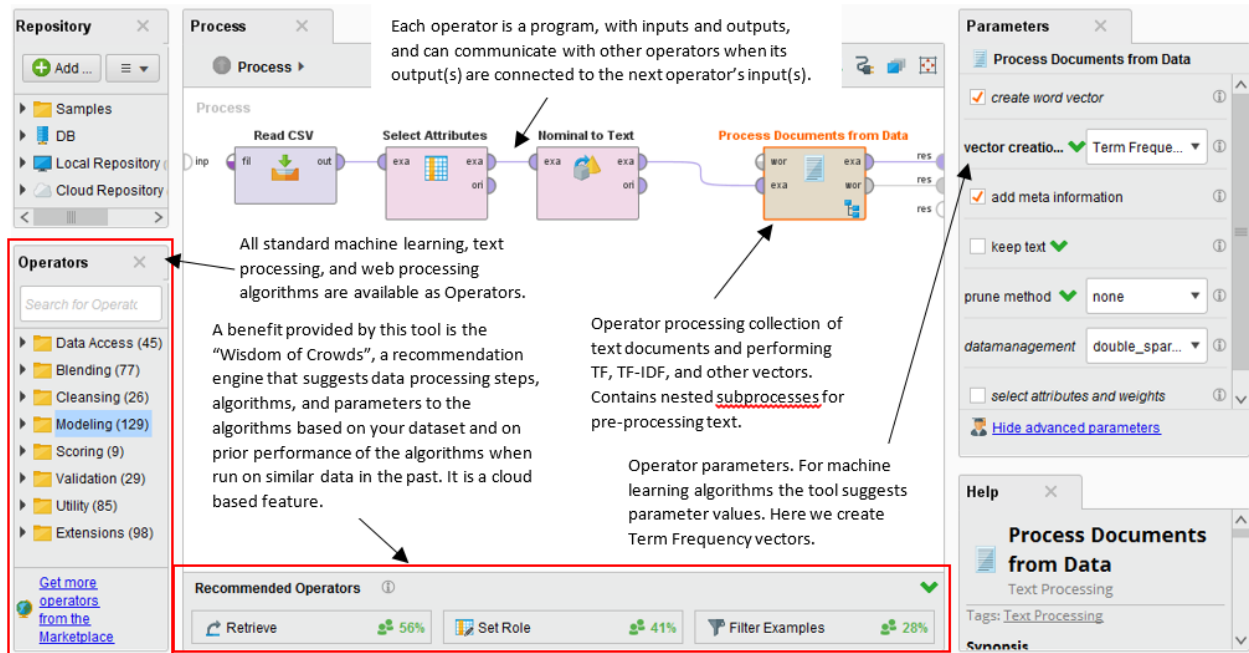 Repository
Add ...
Samples
DB
Local Repository
Cloud Repository
Operators
Search for Operatc
Data Access (45)
Blending (77)
Cleansing (26)
Modeling (129)
Scoring (9)
Validation (29)
Utility (85)
Extensions (98)
Get more
operators
from the
Marketplace
Process
Process
Each operator is a program, with inputs and outputs,
and can communicate with other operators when its
output(s) are connected to the next operator's input(s).
Process
Read CSV
Select Attributes
Nominal to Text
Process Documents from Data
inp
fil out
exa exa
ori
exa exa
ori
wor exa
exa wor
res
res
res
All standard machine learning, text
processing, and web processing
algorithms are available as Operators.
A benefit provided by this tool is the
“Wisdom of Crowds”, a recommendation
engine that suggests data processing steps,
algorithms, and parameters to the
algorithms based on your dataset and on
prior performance of the algorithms when
run on similar data in the past. It is a cloud
based feature.
Operator processing collection of
text documents and performing
TF, TF-IDF, and other vectors.
Contains nested subprocesses for
pre-processing text.
Operator parameters. For machine
learning algorithms the tool suggests
parameter values. Here we create
Term Frequency vectors.
Recommended Operators
Retrieve 56%
Set Role 41%
Filter Examples 28%
Parameters
Process Documents from Data
create word vector
vector creatio... Term Freque...
add meta information
keep text
prune method none
datamanagement double_spar...
select attributes and weights
Hide advanced parameters
Help
Process Documents
from Data
Text Processing
Tags: Text Processing
Synopsis